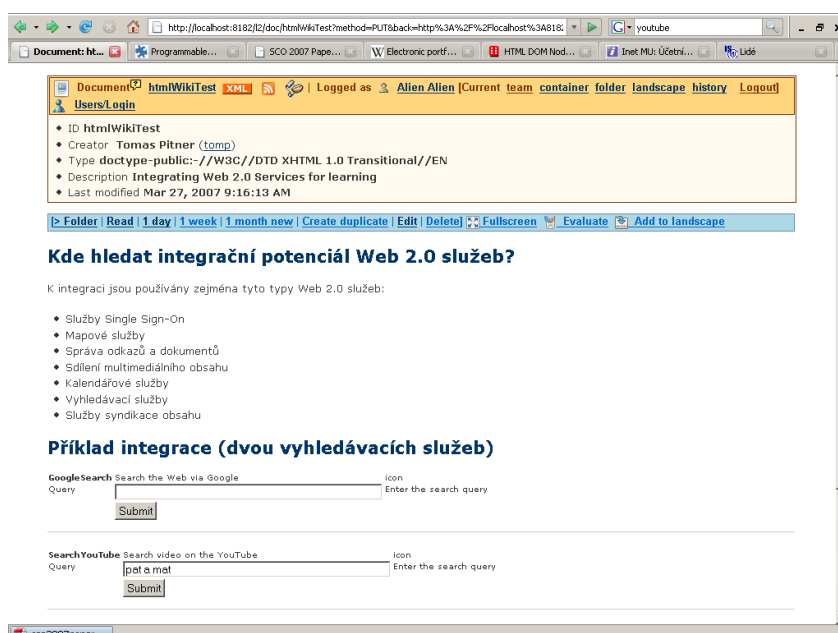 http://localhost:8182/l2/doc/htmlWikiTest?method=PUT&back=http%3A%2F%2Flocalhost%3A8182 youtube
Document: ht... Programmable... SCO 2007 Pape... Electronic portf... HTML DOM Nod... Inet MU: Účetní... Lidé
Document htmlWikiTest XML | Logged as Alien Alien [Current team container folder landscape history Logout]
Users/Login
ID htmlWikiTest
Creator Tomas Pitner (tomp)
Type doctype-public:-//W3C//DTD XHTML 1.0 Transitional//EN
Description Integrating Web 2.0 Services for learning
Last modified Mar 27, 2007 9:16:13 AM
[> Folder | Read | 1 day | 1 week | 1 month new | Create duplicate | Edit | Delete] Fullscreen Evaluate Add to landscape
Kde hledat integrační potenciál Web 2.0 služeb?
K integraci jsou používány zejména tyto typy Web 2.0 služeb:
Služby Single Sign-On
Mapové služby
Správa odkazů a dokumentů
Sdílení multimediálního obsahu
Kalendářové služby
Vyhledávací služby
Služby syndikace obsahu
Příklad integrace (dvou vyhledávacích služeb)
GoogleSearch Search the Web via Google icon
Query Enter the search query
Submit
SearchYouTube Search video on the YouTube icon
Query pat a mat Enter the search query
Submit